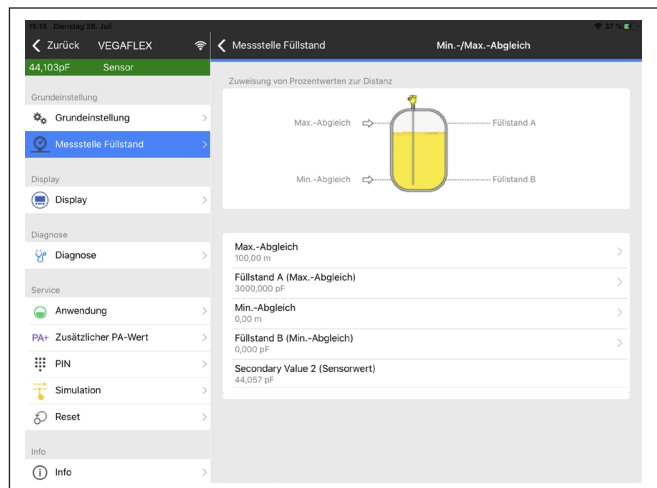 15:15 Dienstag 28. Juli
37 %
Zurück VEGAFLEX
44,103pF Sensor
Grundeinstellung
Grundeinstellung
Messstelle Füllstand
Display
Display
Diagnose
Diagnose
Service
Anwendung
PA+ Zusätzlicher PA-Wert
PIN
Simulation
Reset
Info
Info
Messstelle Füllstand Min.-/Max.-Abgleich
Zuweisung von Prozentwerten zur Distanz
Max.-Abgleich Füllstand A
Min.-Abgleich Füllstand B
Max.-Abgleich
100,00 m
Füllstand A (Max.-Abgleich)
3000,000 pF
Min.-Abgleich
0,00 m
Füllstand B (Min.-Abgleich)
0,000 pF
Secondary Value 2 (Sensorwert)
44,057 pF